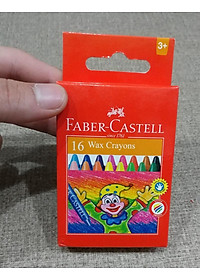 3+
FABER-CASTELL
since 1761
16 Wax Crayons